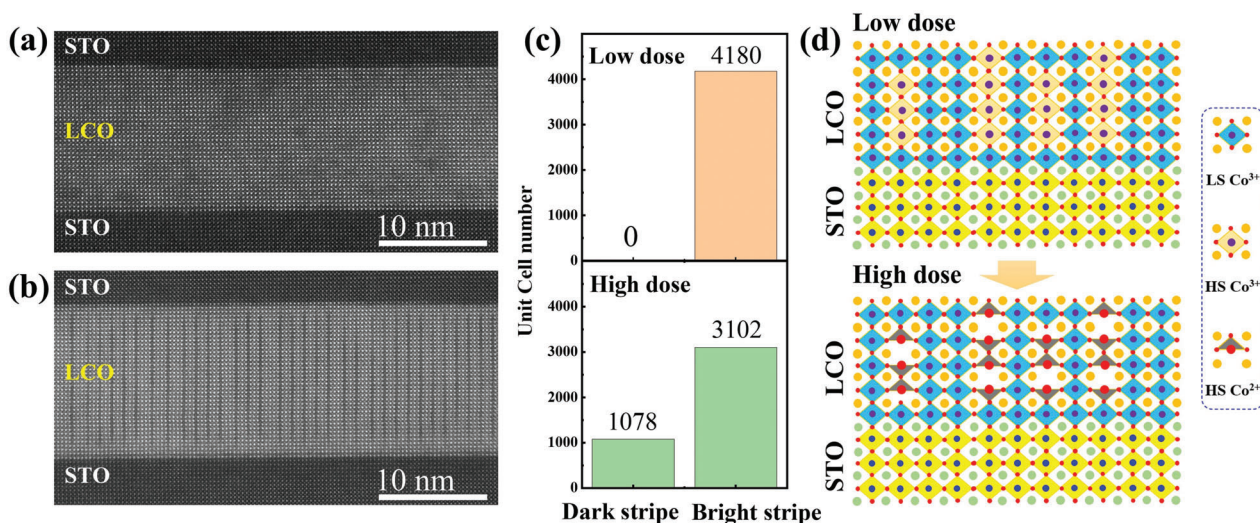 (a)
STO
LCO
STO
10 nm
(b)
STO
LCO
STO
10 nm
(c)
Unit Cell number
Low dose
4180
0
4000
3000
2000
1000
0
High dose
3102
1078
4000
3000
2000
1000
0
Dark stripe
Bright stripe
(d)
Low dose
LCO
STO
High dose
LCO
STO
LS Co³⁺
HS Co³⁺
HS Co²⁺